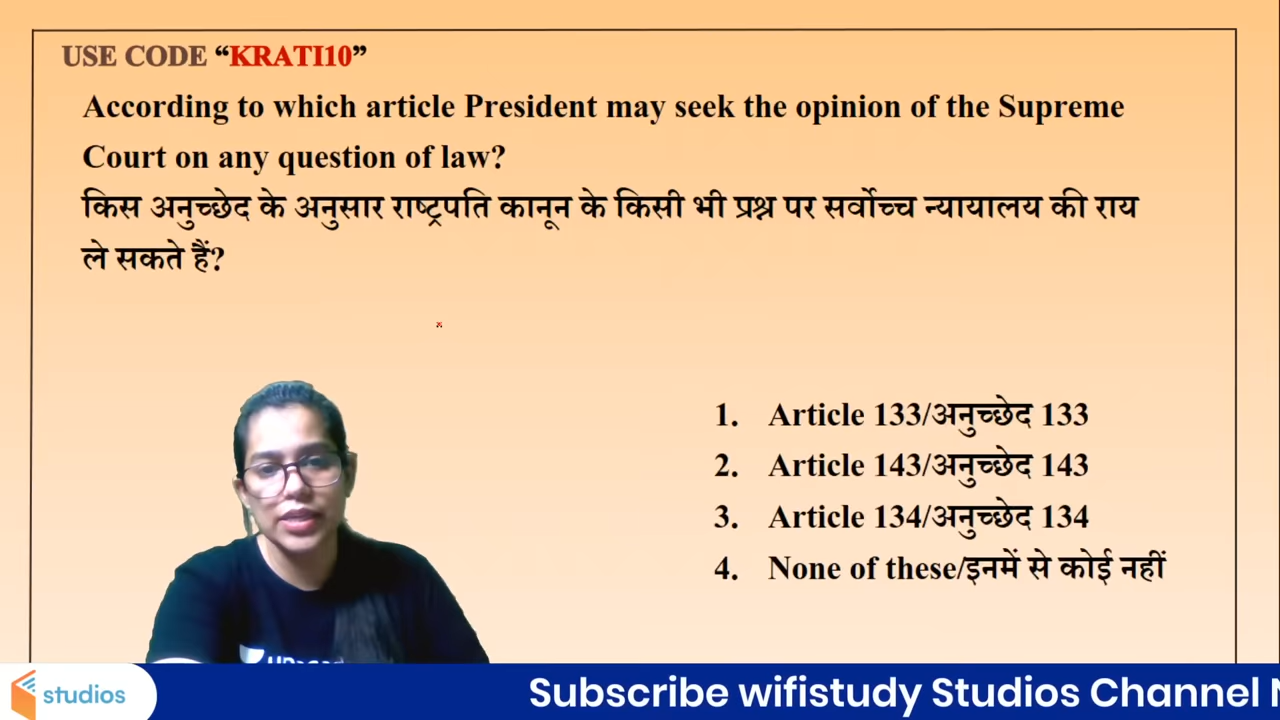 USE CODE “KRATI10”
According to which article President may seek the opinion of the Supreme
Court on any question of law?
किस अनुच्छेद के अनुसार राष्ट्रपति कानून के किसी भी प्रश्न पर सर्वोच्च न्यायालय की राय
ले सकते हैं?
1. Article 133/अनुच्छेद 133
2. Article 143/अनुच्छेद 143
3. Article 134/अनुच्छेद 134
4. None of these/इनमें से कोई नहीं
studios
Subscribe wifistudy Studios Channel